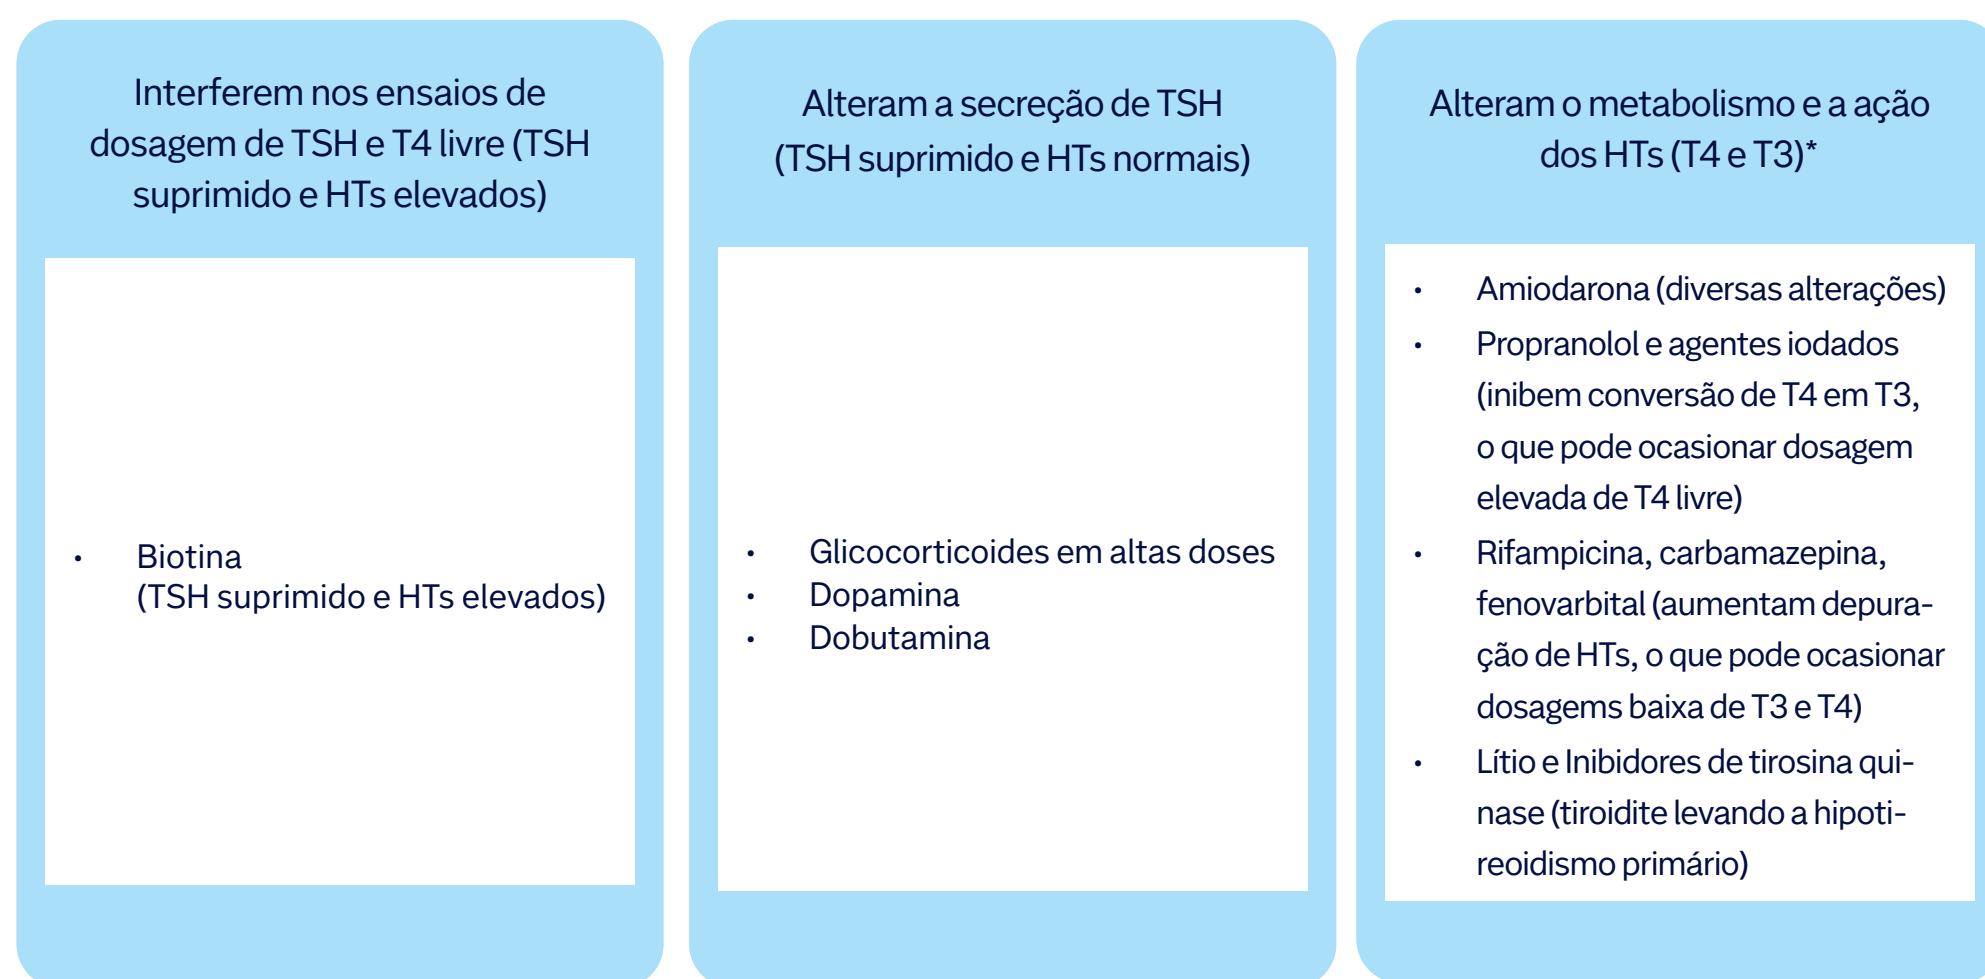 Interferem nos ensaios de
dosagem de TSH e T4 livre (TSH
suprimido e HTs elevados)
• Biotina
(TSH suprimido e HTs elevados)
Alteram a secreção de TSH
(TSH suprimido e HTs normais)
• Glicocorticoides em altas doses
• Dopamina
• Dobutamina
Alteram o metabolismo e a ação
dos HTs (T4 e T3)*
• Amiodarona (diversas alterações)
• Propranolol e agentes iodados
(inibem conversão de T4 em T3,
o que pode ocasionar dosagem
elevada de T4 livre)
• Rifampicina, carbamazepina,
fenovarbital (aumentam depura-
ção de HTs, o que pode ocasionar
dosagems baixa de T3 e T4)
• Lítio e Inibidores de tirosina qui-
nase (tiroidite levando a hipoti-
reoidismo primário)